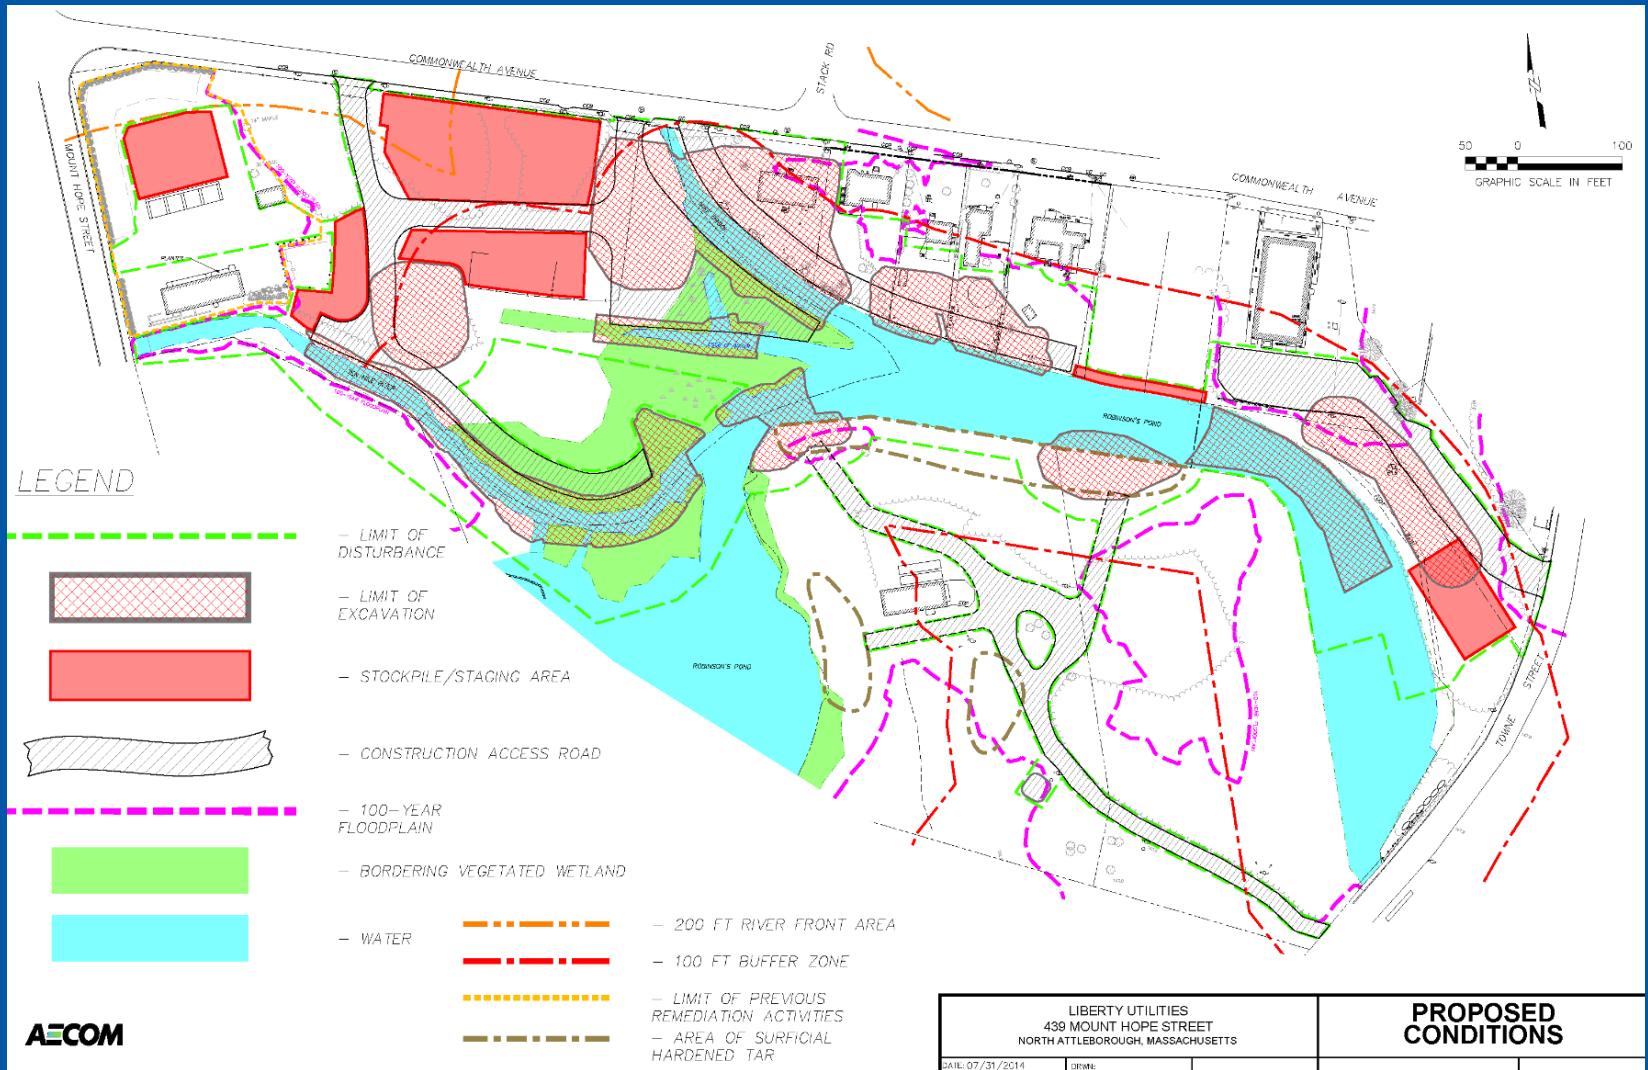 COMMONWEALTH AVENUE
STACK RD
50 0 100
GRAPHIC SCALE IN FEET
COMMONWEALTH AVENUE
MOUNT HOPE STREET
ROBINSON'S POND
ROBINSON'S POND
TOWNE STREET
LEGEND
– LIMIT OF
DISTURBANCE
– LIMIT OF
EXCAVATION
– STOCKPILE/STAGING AREA
– CONSTRUCTION ACCESS ROAD
– 100–YEAR
FLOODPLAIN
– BORDERING VEGETATED WETLAND
– WATER
– 200 FT RIVER FRONT AREA
– 100 FT BUFFER ZONE
– LIMIT OF PREVIOUS
REMEDIATION ACTIVITIES
– AREA OF SURFICIAL
HARDENED TAR
AECOM
LIBERTY UTILITIES
439 MOUNT HOPE STREET
NORTH ATTLEBOROUGH, MASSACHUSETTS
PROPOSED
CONDITIONS
DATE: 07/31/2014
DRWN: